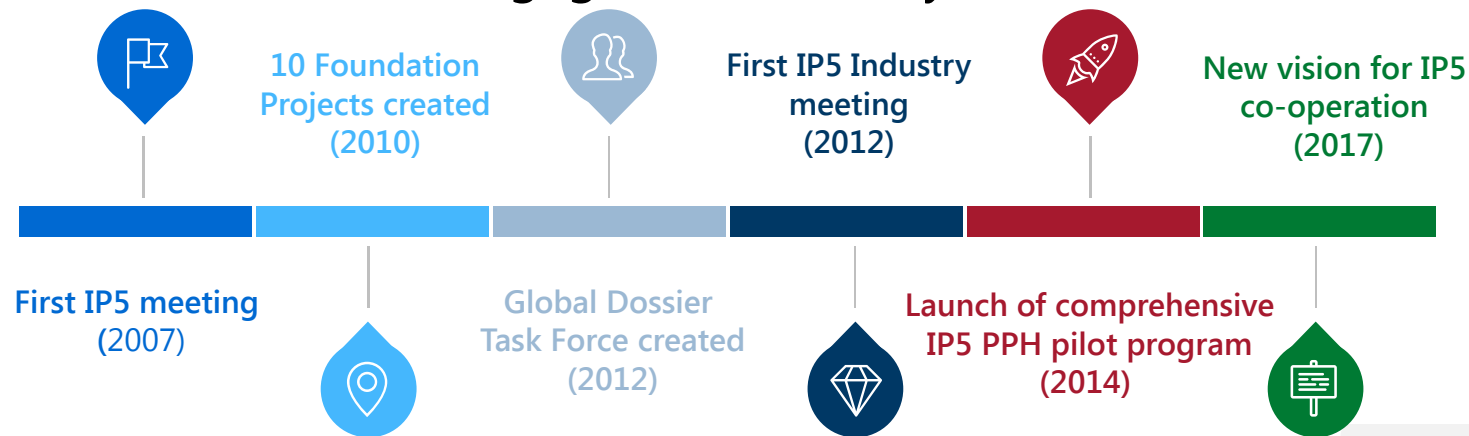 First IP5 meeting
(2007)
10 Foundation
Projects created
(2010)
Global Dossier
Task Force created
(2012)
First IP5 Industry
meeting
(2012)
Launch of comprehensive
IP5 PPH pilot program
(2014)
New vision for IP5
co-operation
(2017)